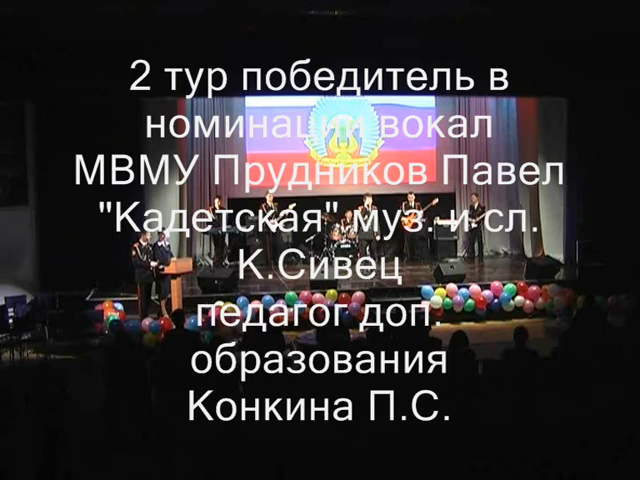 2 тур победитель в
номинации вокал
МВМУ Прудников Павел
"Кадетская" муз. и сл.
К.Сивец
педагог доп.
образования
Конкина П.С.